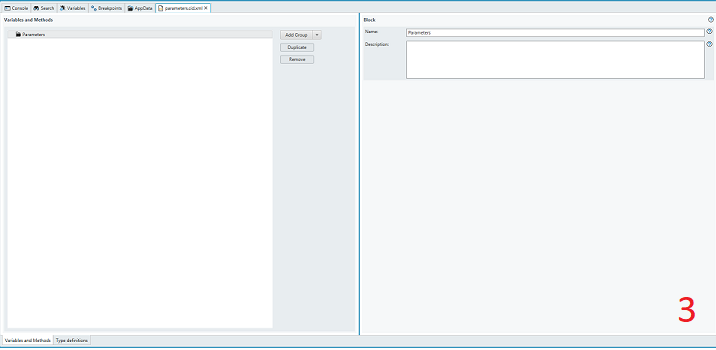 Console Search Variables Breakpoints AppData parameters.cid.xml
Variables and Methods
Block
Parameters
Add Group
Duplicate
Remove
Name: Parameters
Description:
3
Variables and Methods Type definitions